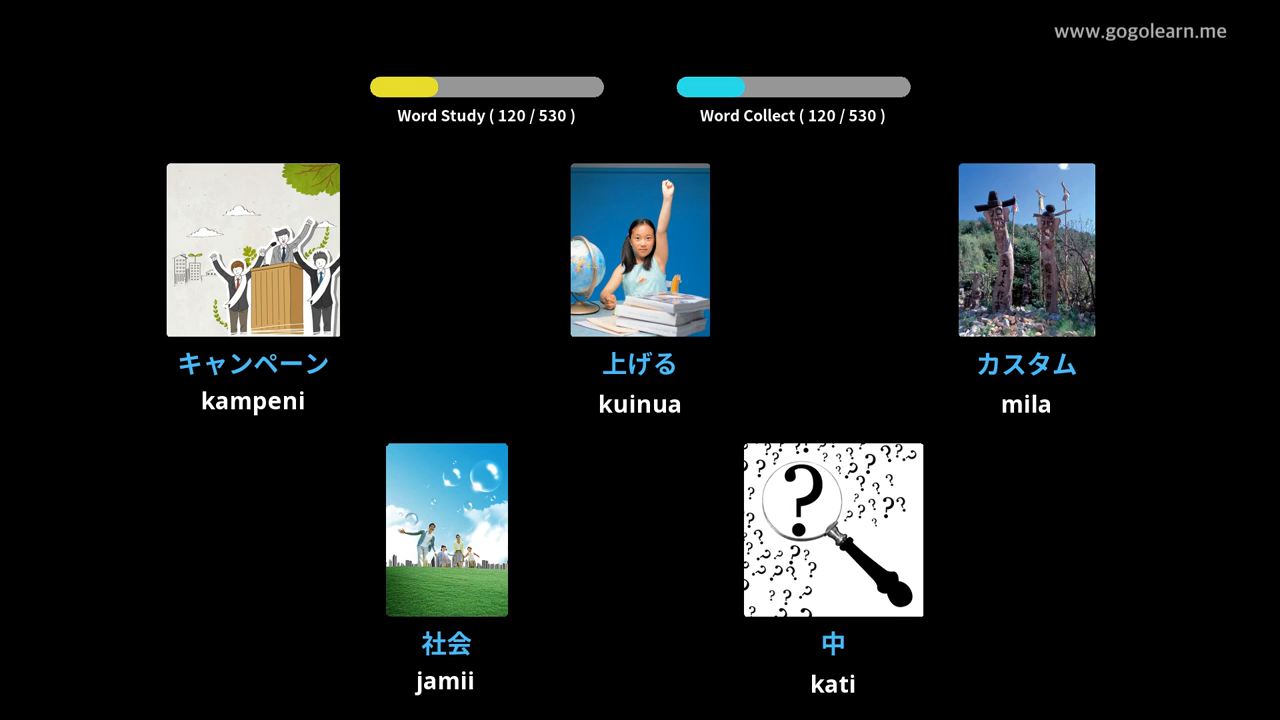 www.gogolearn.me
Word Study ( 120 / 530 )
Word Collect ( 120 / 530 )
キャンペーン
kampeni
上げる
kuinua
カスタム
mila
社会
jamii
中
kati